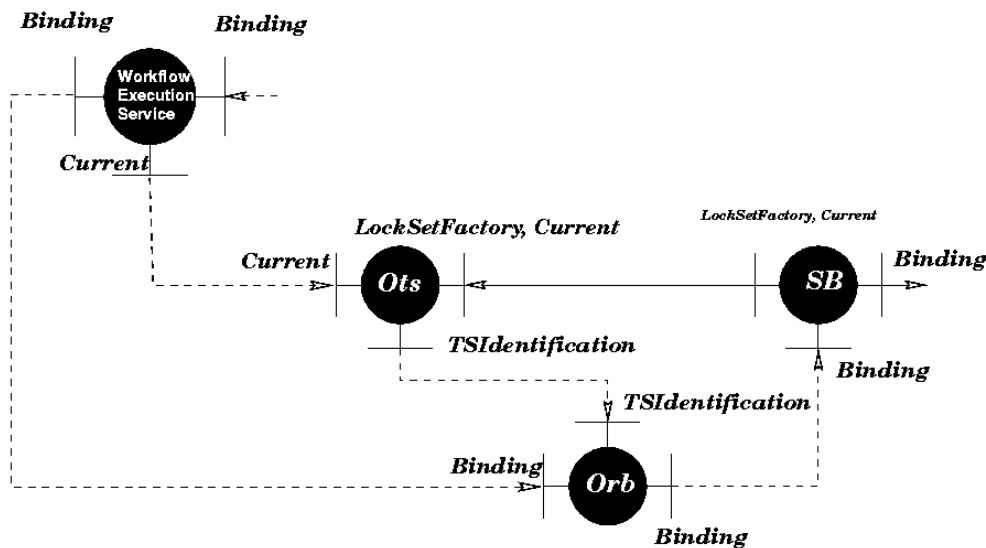 Binding
Binding
Workflow
Execution
Service
Current
LockSetFactory, Current
LockSetFactory, Current
Current
Ots
SB
Binding
TSIdentification
Binding
TSIdentification
Binding
Orb
Binding